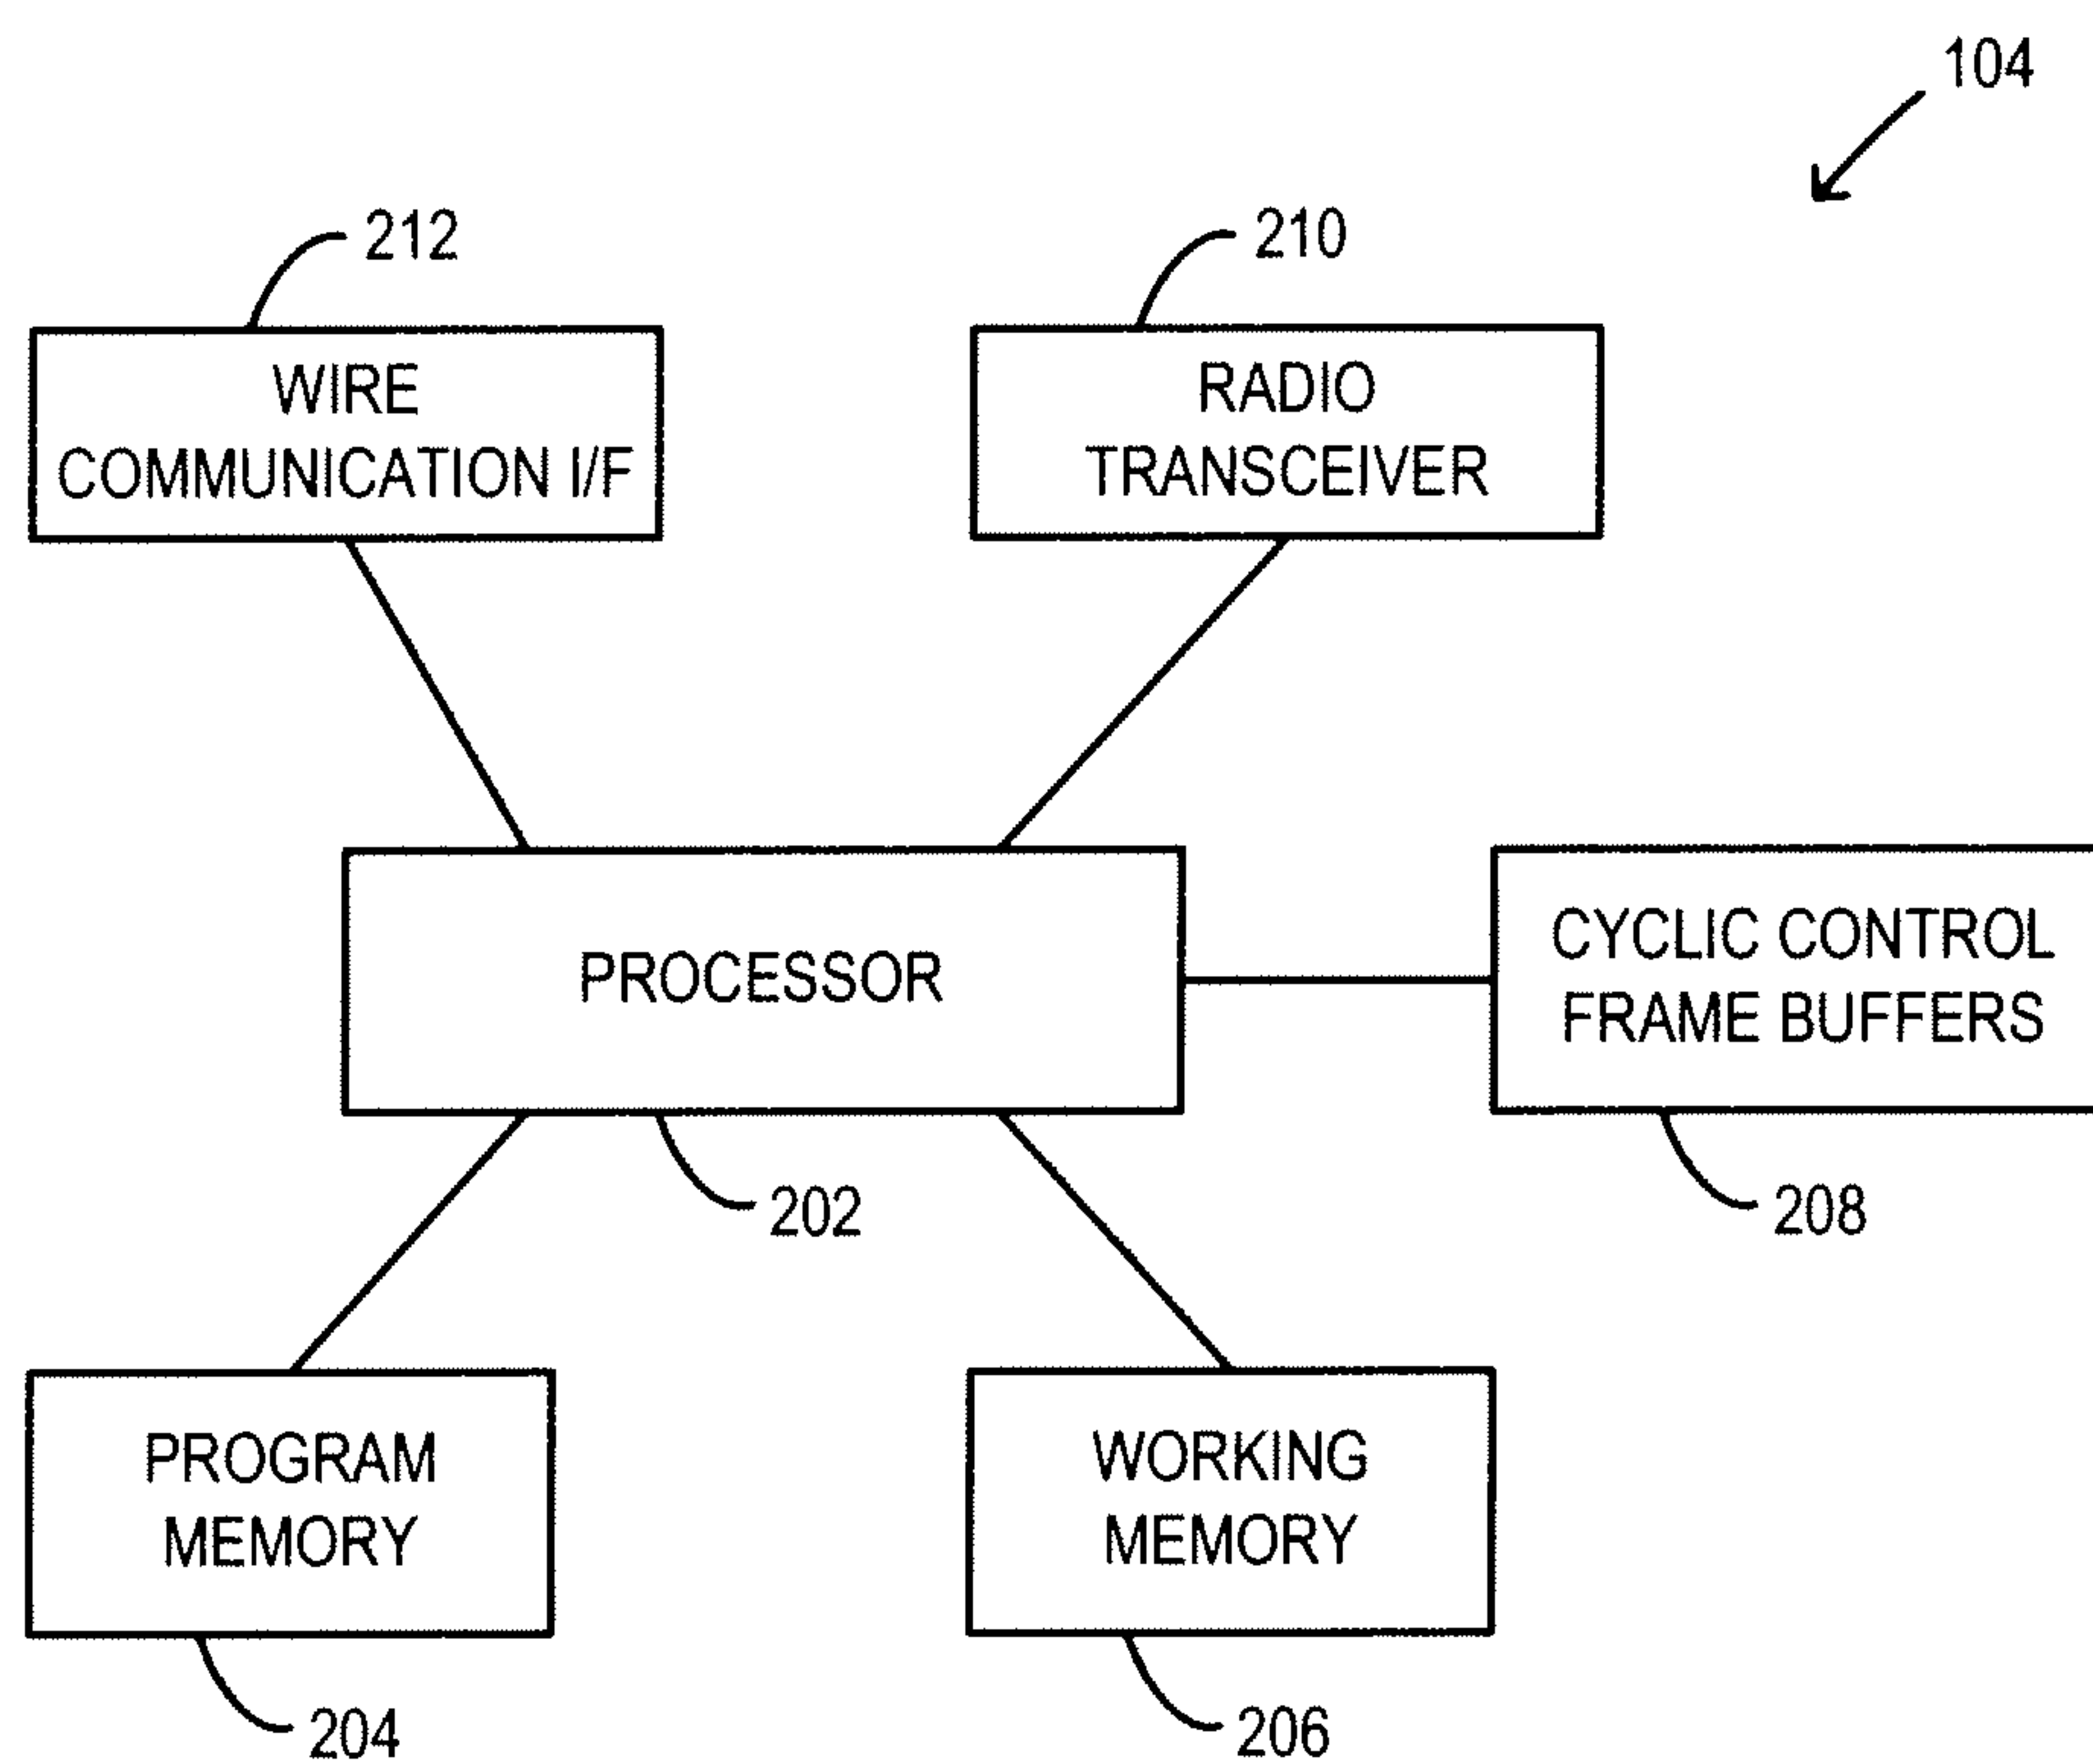 104
212
210
WIRE
COMMUNICATION I/F
RADIO
TRANSCEIVER
PROCESSOR
CYCLIC CONTROL
FRAME BUFFERS
202
208
PROGRAM
MEMORY
WORKING
MEMORY
204
206